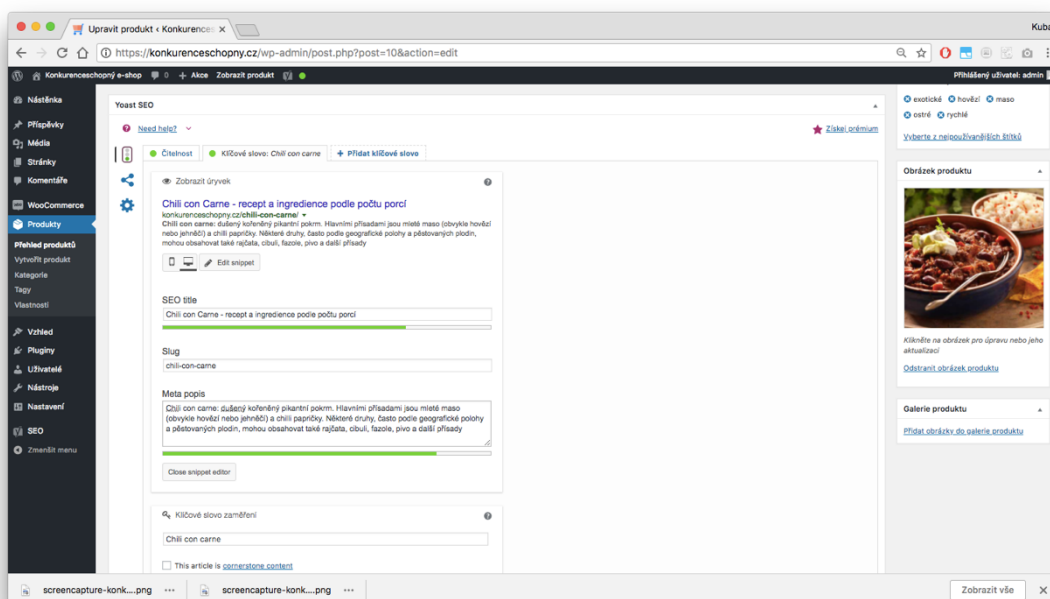 Upravit produkt ‹ Konkurences
Kuba
https://konkurenceschopny.cz/wp-admin/post.php?post=10&action=edit
Konkurenceschopný e-shop 0 + Akce Zobrazit produkt
Přihlášený uživatel: admin
Nástěnka
Příspěvky
Média
Stránky
Komentáře
WooCommerce
Produkty
Přehled produktů
Vytvořit produkt
Kategorie
Tagy
Vlastnosti
Vzhled
Pluginy
Uživatelé
Nástroje
Nastavení
SEO
Zmenšit menu
Yoast SEO
Need help?
Získej prémium
Čitelnost
Klíčové slovo: Chili con carne
+ Přidat klíčové slovo
Zobrazit úryvek
Chili con Carne - recept a ingredience podle počtu porcí
konkurenceschopny.cz/chili-con-carne/
Chili con carne: dušený kořeněný pikantní pokrm. Hlavními přísadami jsou mleté maso (obvykle hovězí
nebo jehněčí) a chilli papričky. Některé druhy, často podle geografické polohy a pěstovaných plodin,
mohou obsahovat také rajčata, cibuli, fazole, pivo a další přísady
Edit snippet
SEO title
Chili con Carne - recept a ingredience podle počtu porcí
Slug
chili-con-carne
Meta popis
Chili con carne: dušený kořeněný pikantní pokrm. Hlavními přísadami jsou mleté maso
(obvykle hovězí nebo jehněčí) a chilli papričky. Některé druhy, často podle geografické polohy
a pěstovaných plodin, mohou obsahovat také rajčata, cibuli, fazole, pivo a další přísady
Close snippet editor
Klíčové slovo zaměření
Chili con carne
This article is cornerstone content
exotické hovězí maso
ostré rychlé
Vyberte z nejpoužívanějších štítků
Obrázek produktu
Klikněte na obrázek pro úpravu nebo jeho
aktualizaci
Odstranit obrázek produktu
Galerie produktu
Přidat obrázky do galerie produktu
screencapture-konk....png
screencapture-konk....png
Zobrazit vše